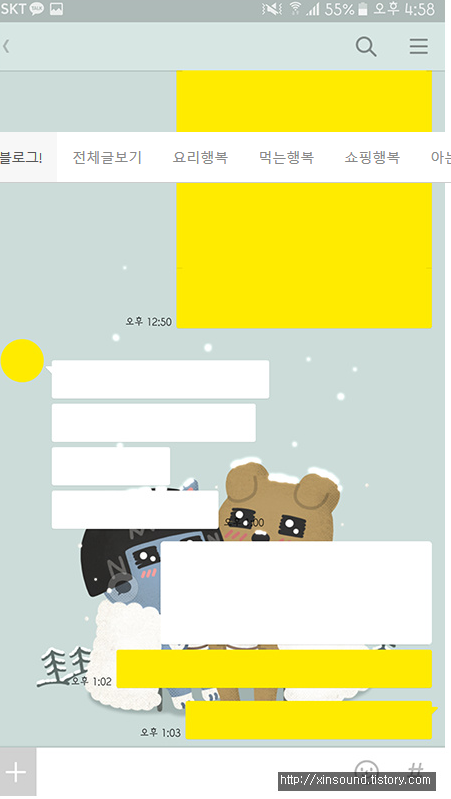 SKT TALK 55% 오후 4:58
블로그! 전체글보기 요리행복 먹는행복 쇼핑행복
오후 12:50
오후 1:02
오후 1:03
#
http://xinsound.tistory.com